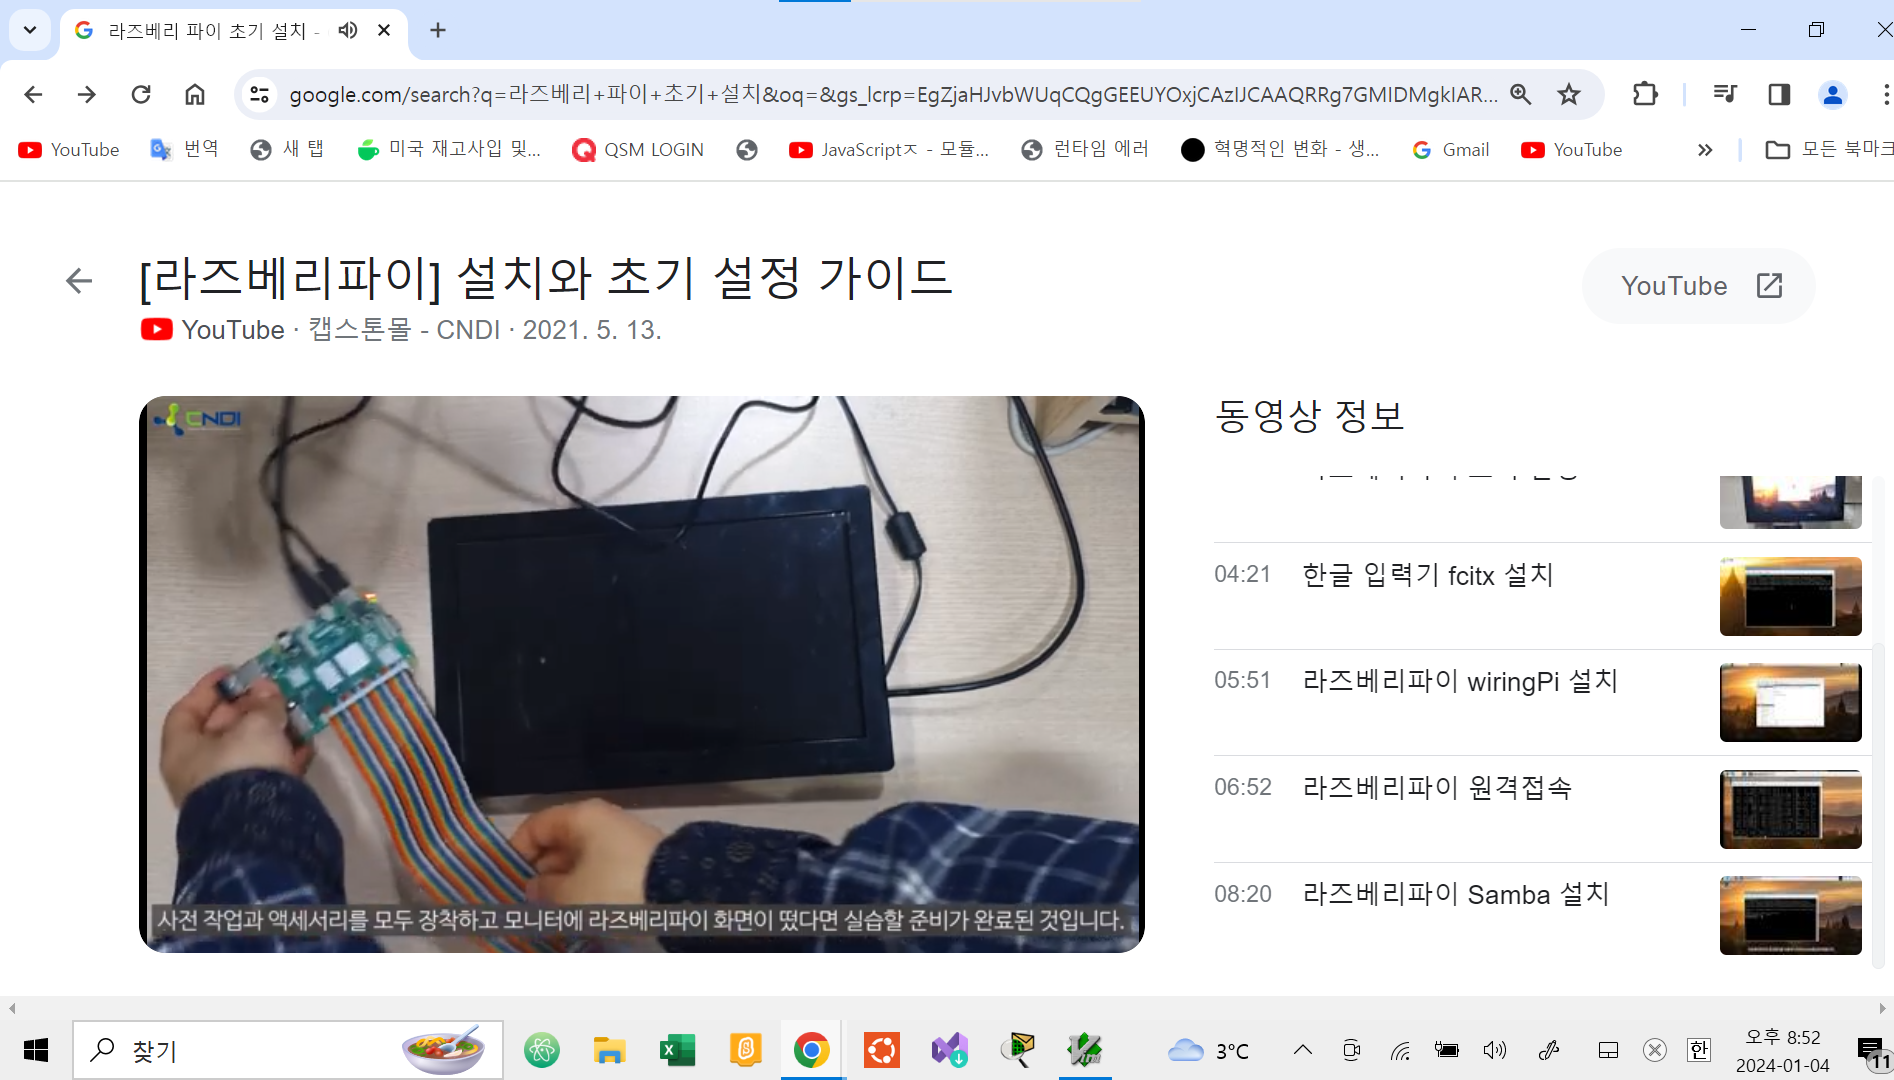 라즈베리 파이 초기 설치 -
google.com/search?q=라즈베리+파이+초기+설치&oq=&gs_lcrp=EgZjaHJvbWUqCQgGEEUYOxjCAzIJCAAQRRg7GMIDMgkIAR...
YouTube 번역 새 탭 미국 재고사입 및... QSM LOGIN JavaScriptㅈ - 모듈... 런타임 에러 혁명적인 변화 - 생... Gmail YouTube » 모든 북마크
[라즈베리파이] 설치와 초기 설정 가이드
YouTube · 캡스톤몰 - CNDI · 2021. 5. 13.
YouTube
CNDI
사전 작업과 액세서리를 모두 장착하고 모니터에 라즈베리파이 화면이 떴다면 실습할 준비가 완료된 것입니다.
동영상 정보
04:21 한글 입력기 fcitx 설치
05:51 라즈베리파이 wiringPi 설치
06:52 라즈베리파이 원격접속
08:20 라즈베리파이 Samba 설치
찾기
3°C
한
오후 8:52
2024-01-04
11